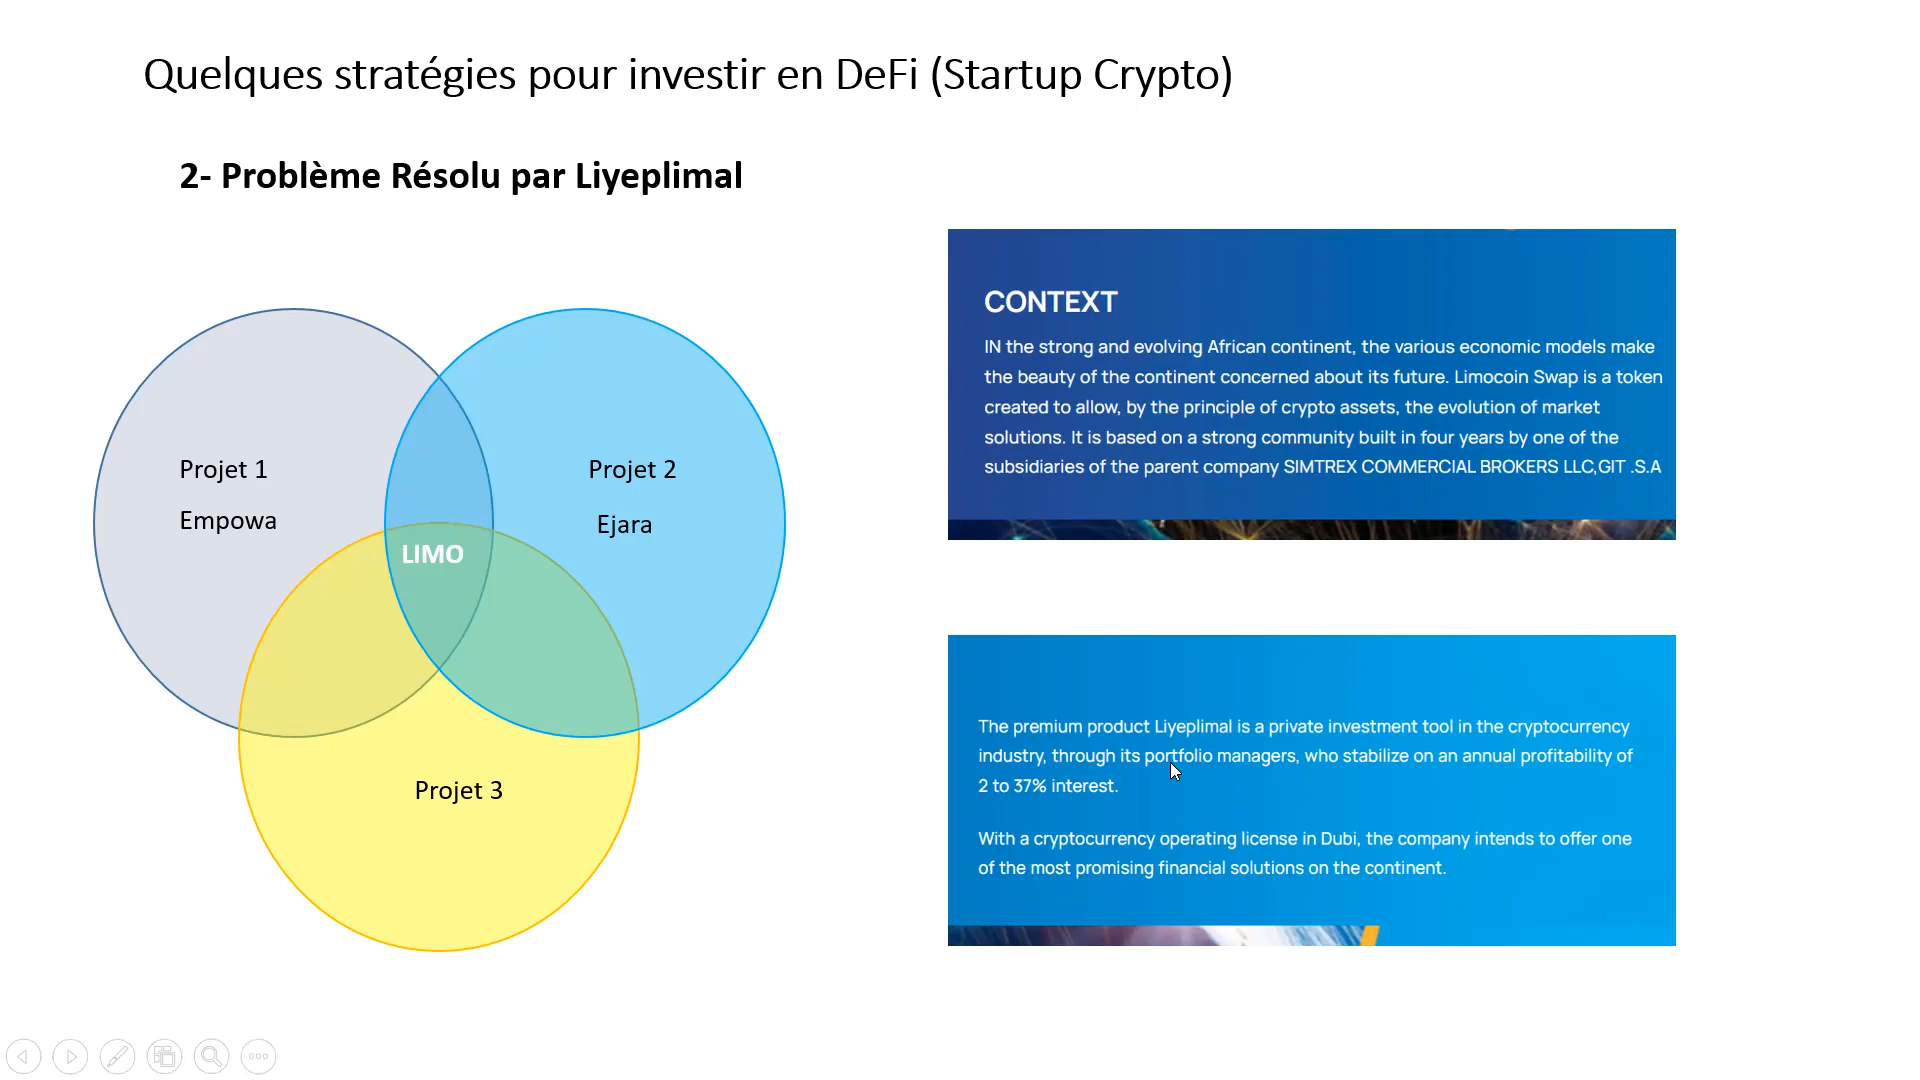 Quelques stratégies pour investir en DeFi (Startup Crypto)
2- Problème Résolu par Liyeplimal
Projet 1
Empowa
Projet 2
Ejara
LIMO
Projet 3
CONTEXT
IN the strong and evolving African continent, the various economic models make
the beauty of the continent concerned about its future. Limocoin Swap is a token
created to allow, by the principle of crypto assets, the evolution of market
solutions. It is based on a strong community built in four years by one of the
subsidiaries of the parent company SIMTREX COMMERCIAL BROKERS LLC,GIT .S.A
The premium product Liyeplimal is a private investment tool in the cryptocurrency
industry, through its portfolio managers, who stabilize on an annual profitability of
2 to 37% interest.
With a cryptocurrency operating license in Dubi, the company intends to offer one
of the most promising financial solutions on the continent.